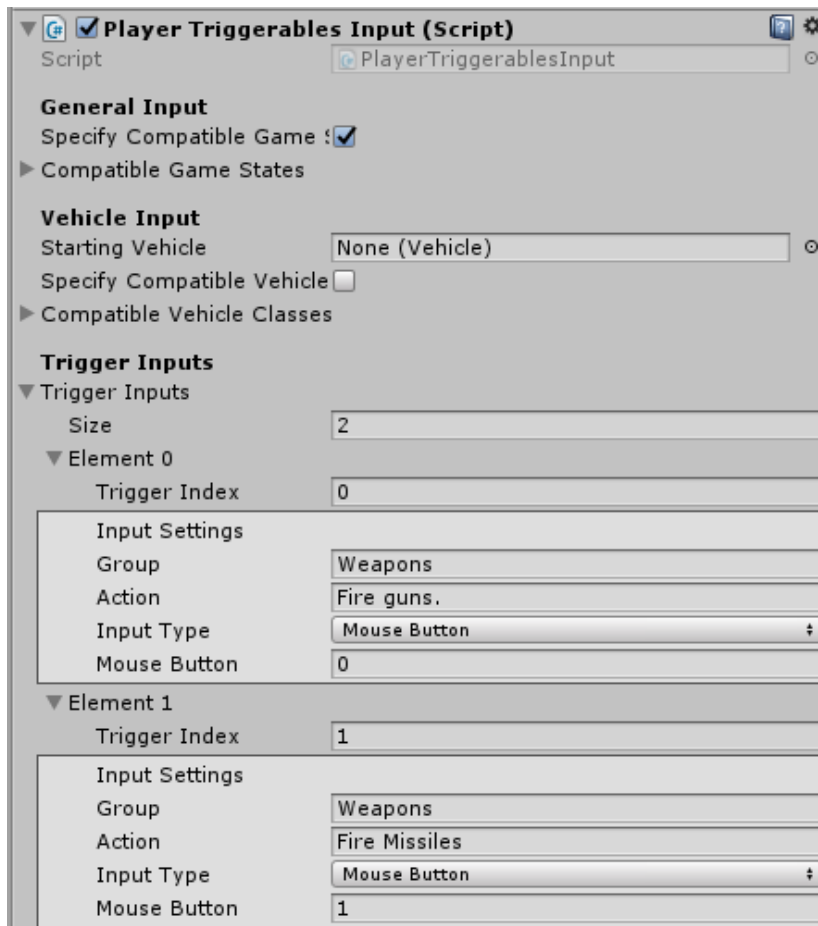 Player Triggerables Input (Script)
Script PlayerTriggerablesInput
General Input
Specify Compatible Game S
Compatible Game States
Vehicle Input
Starting Vehicle None (Vehicle)
Specify Compatible Vehicle
Compatible Vehicle Classes
Trigger Inputs
Trigger Inputs
Size 2
Element 0
Trigger Index 0
Input Settings
Group Weapons
Action Fire guns.
Input Type Mouse Button
Mouse Button 0
Element 1
Trigger Index 1
Input Settings
Group Weapons
Action Fire Missiles
Input Type Mouse Button
Mouse Button 1